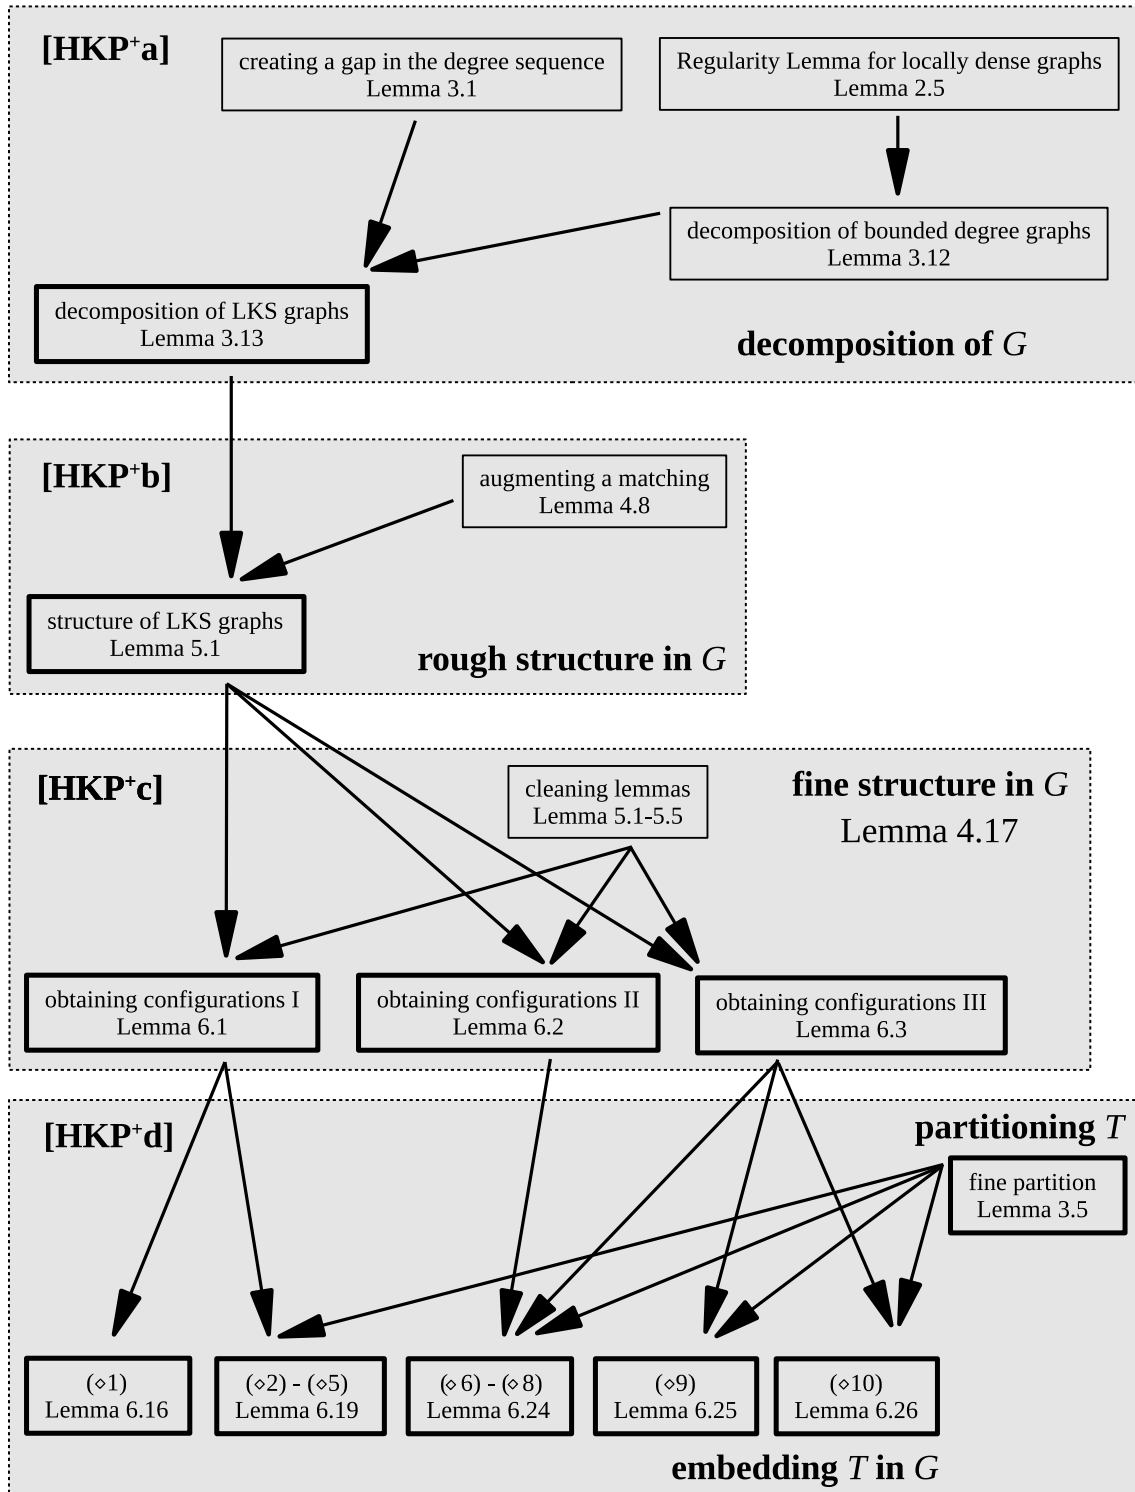 [HKP⁺a]
creating a gap in the degree sequence
Lemma 3.1
Regularity Lemma for locally dense graphs
Lemma 2.5
decomposition of bounded degree graphs
Lemma 3.12
decomposition of LKS graphs
Lemma 3.13
decomposition of G
[HKP⁺b]
augmenting a matching
Lemma 4.8
structure of LKS graphs
Lemma 5.1
rough structure in G
[HKP⁺c]
cleaning lemmas
Lemma 5.1-5.5
fine structure in G
Lemma 4.17
obtaining configurations I
Lemma 6.1
obtaining configurations II
Lemma 6.2
obtaining configurations III
Lemma 6.3
[HKP⁺d]
partitioning T
fine partition
Lemma 3.5
(⋄1)
Lemma 6.16
(⋄2) - (⋄5)
Lemma 6.19
(⋄6) - (⋄8)
Lemma 6.24
(⋄9)
Lemma 6.25
(⋄10)
Lemma 6.26
embedding T in G